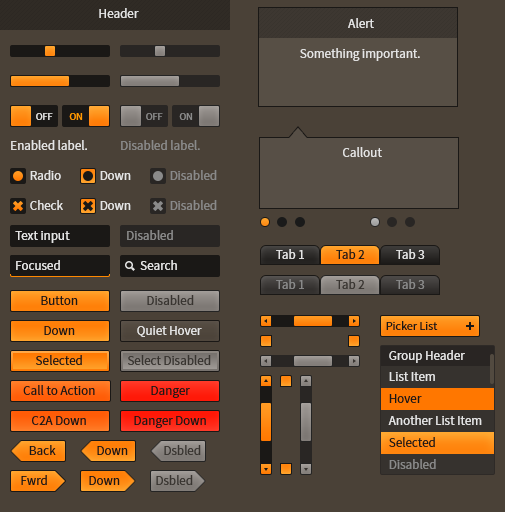 Header
OFF
ON
OFF
ON
Enabled label.
Disabled label.
Radio
Down
Disabled
Check
Down
Disabled
Text input
Disabled
Focused
Search
Button
Disabled
Down
Quiet Hover
Selected
Select Disabled
Call to Action
Danger
C2A Down
Danger Down
Back
Down
Dsbled
Fwrd
Down
Dsbled
Alert
Something important.
Callout
Tab 1
Tab 2
Tab 3
Tab 1
Tab 2
Tab 3
Picker List +
Group Header
List Item
Hover
Another List Item
Selected
Disabled